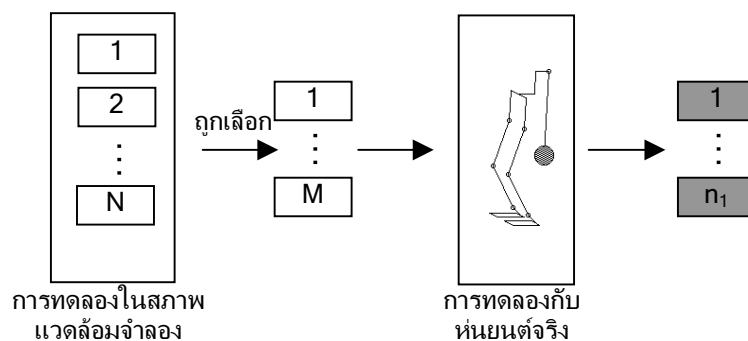 1
2
⋮
N
การทดลองในสภาพ
แวดล้อมจำลอง
ถูกเลือก
1
⋮
M
การทดลองกับ
หุ่นยนต์จริง
1
⋮
n₁